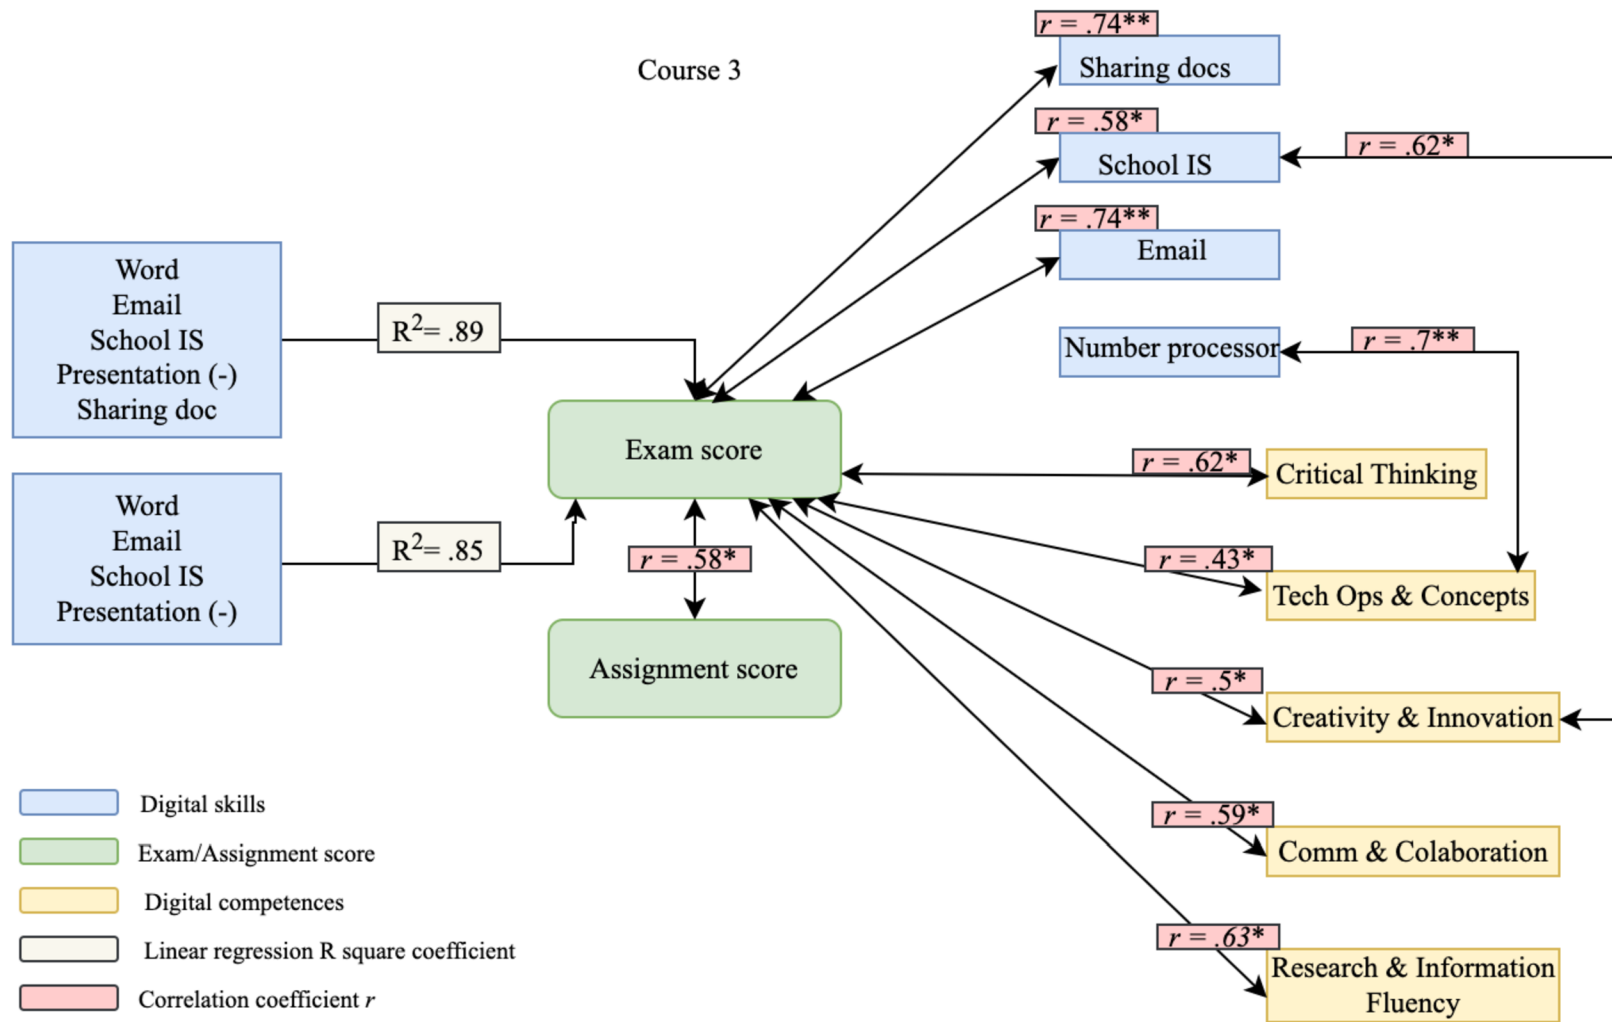 Course 3
r = .74**
Sharing docs
r = .58*
School IS
r = .62*
r = .74**
Email
Number processor
r = .7**
Word
Email
School IS
Presentation (-)
Sharing doc
R²= .89
Exam score
r = .62*
Critical Thinking
Word
Email
School IS
Presentation (-)
R²= .85
r = .58*
r = .43*
Tech Ops & Concepts
Assignment score
r = .5*
Creativity & Innovation
r = .59*
Comm & Colaboration
r = .63*
Research & Information
Fluency
Digital skills
Exam/Assignment score
Digital competences
Linear regression R square coefficient
Correlation coefficient r